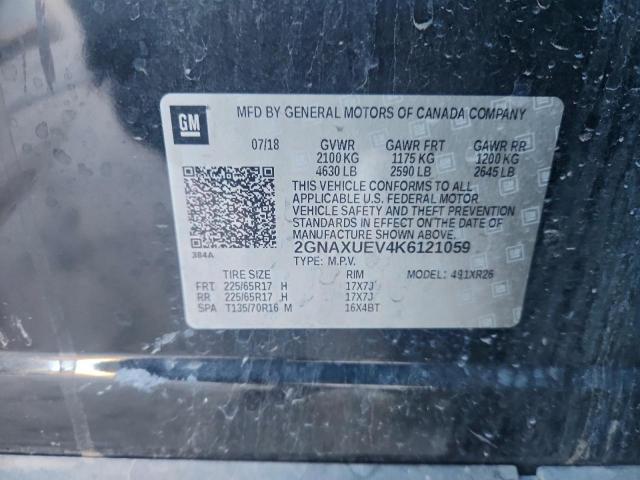 GM
MFD BY GENERAL MOTORS OF CANADA COMPANY
07/18 GVWR GAWR FRT GAWR RR
2100 KG 1175 KG 1200 KG
4630 LB 2590 LB 2645 LB
THIS VEHICLE CONFORMS TO ALL
APPLICABLE U.S. FEDERAL MOTOR
VEHICLE SAFETY, BUMPER, AND THEFT PREVENTION
STANDARDS IN EFFECT ON THE DATE OF
MANUFACTURE SHOWN ABOVE.
2GNAXUEV4K6121059
384A
TYPE: M.P.V.
TIRE SIZE RIM MODEL: 491XR26
FRT 225/65R17 H 17X7J
RR 225/65R17 H 17X7J
SPA T135/70R16 M 16X4BT